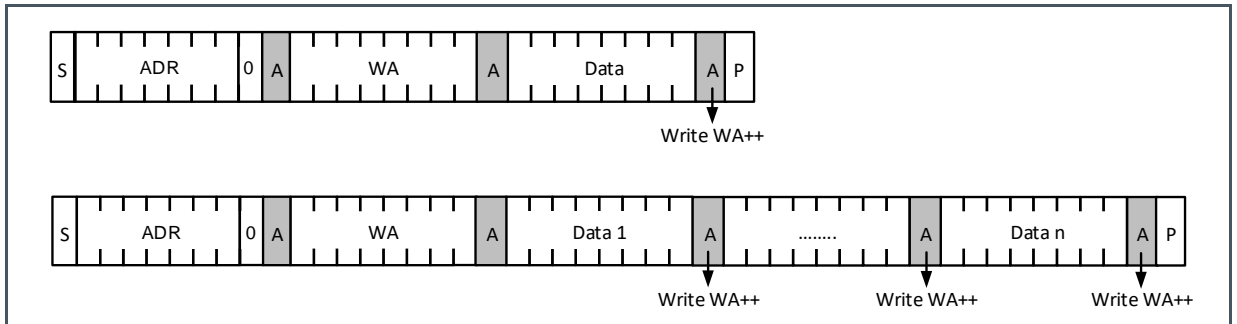 S ADR 0 A WA A Data A P
Write WA++
S ADR 0 A WA A Data 1 A ........ A Data n A P
Write WA++ Write WA++ Write WA++